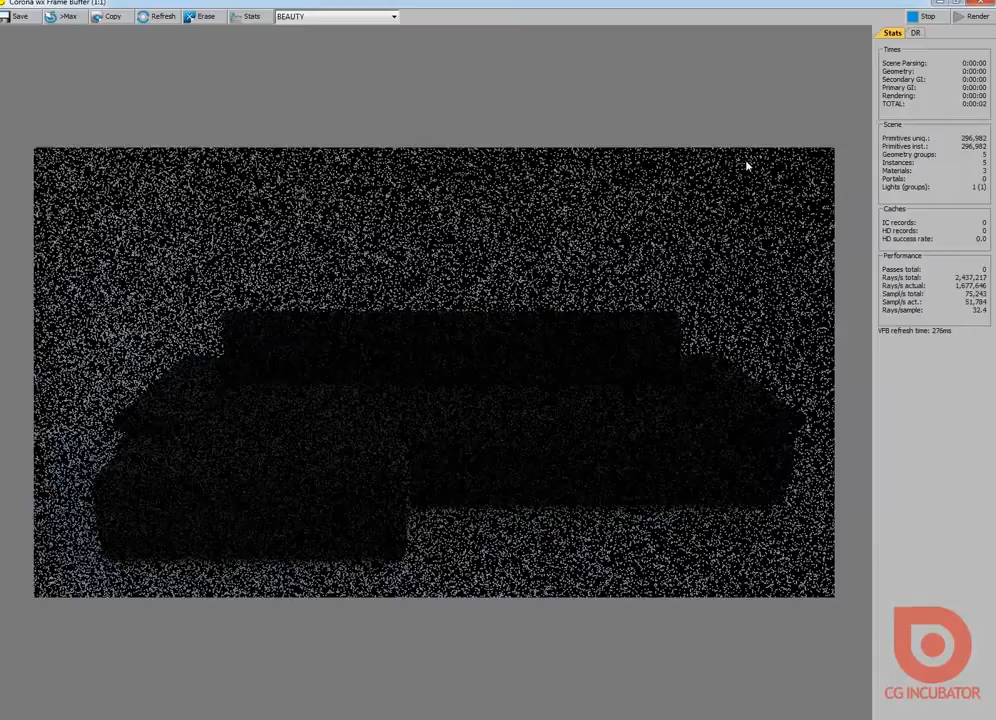 Corona wx Frame Buffer (1:1)
Save >Max Copy Refresh Erase Stats BEAUTY Stop Render
Stats DR
Times
Scene Parsing: 0:00:00
Geometry: 0:00:00
Secondary GI: 0:00:00
Primary GI: 0:00:00
Rendering: 0:00:00
TOTAL: 0:00:02
Scene
Primitives uniq.: 296,982
Primitives inst.: 296,982
Geometry groups: 5
Instances: 5
Materials: 3
Portals: 0
Lights (groups): 1 (1)
Caches
IC records: 0
HD records: 0
HD success rate: 0.0
Performance
Passes total: 0
Rays/s total: 2,437,217
Rays/s actual: 1,677,646
Sampl/s total: 75,243
Sampl/s act.: 51,784
Rays/sample: 32.4
VFB refresh time: 276ms
CG INCUBATOR